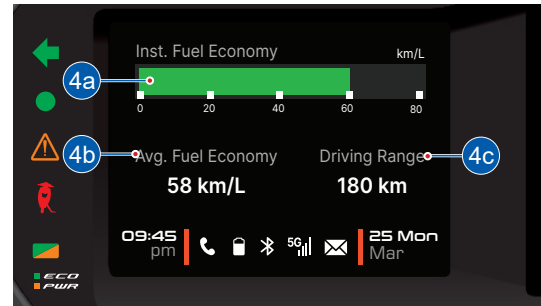 Inst. Fuel Economy km/L
4a
0 20 40 60 80
4b Avg. Fuel Economy Driving Range 4c
58 km/L 180 km
09:45 5G 25 Mon
pm Mar
ECO
PWR